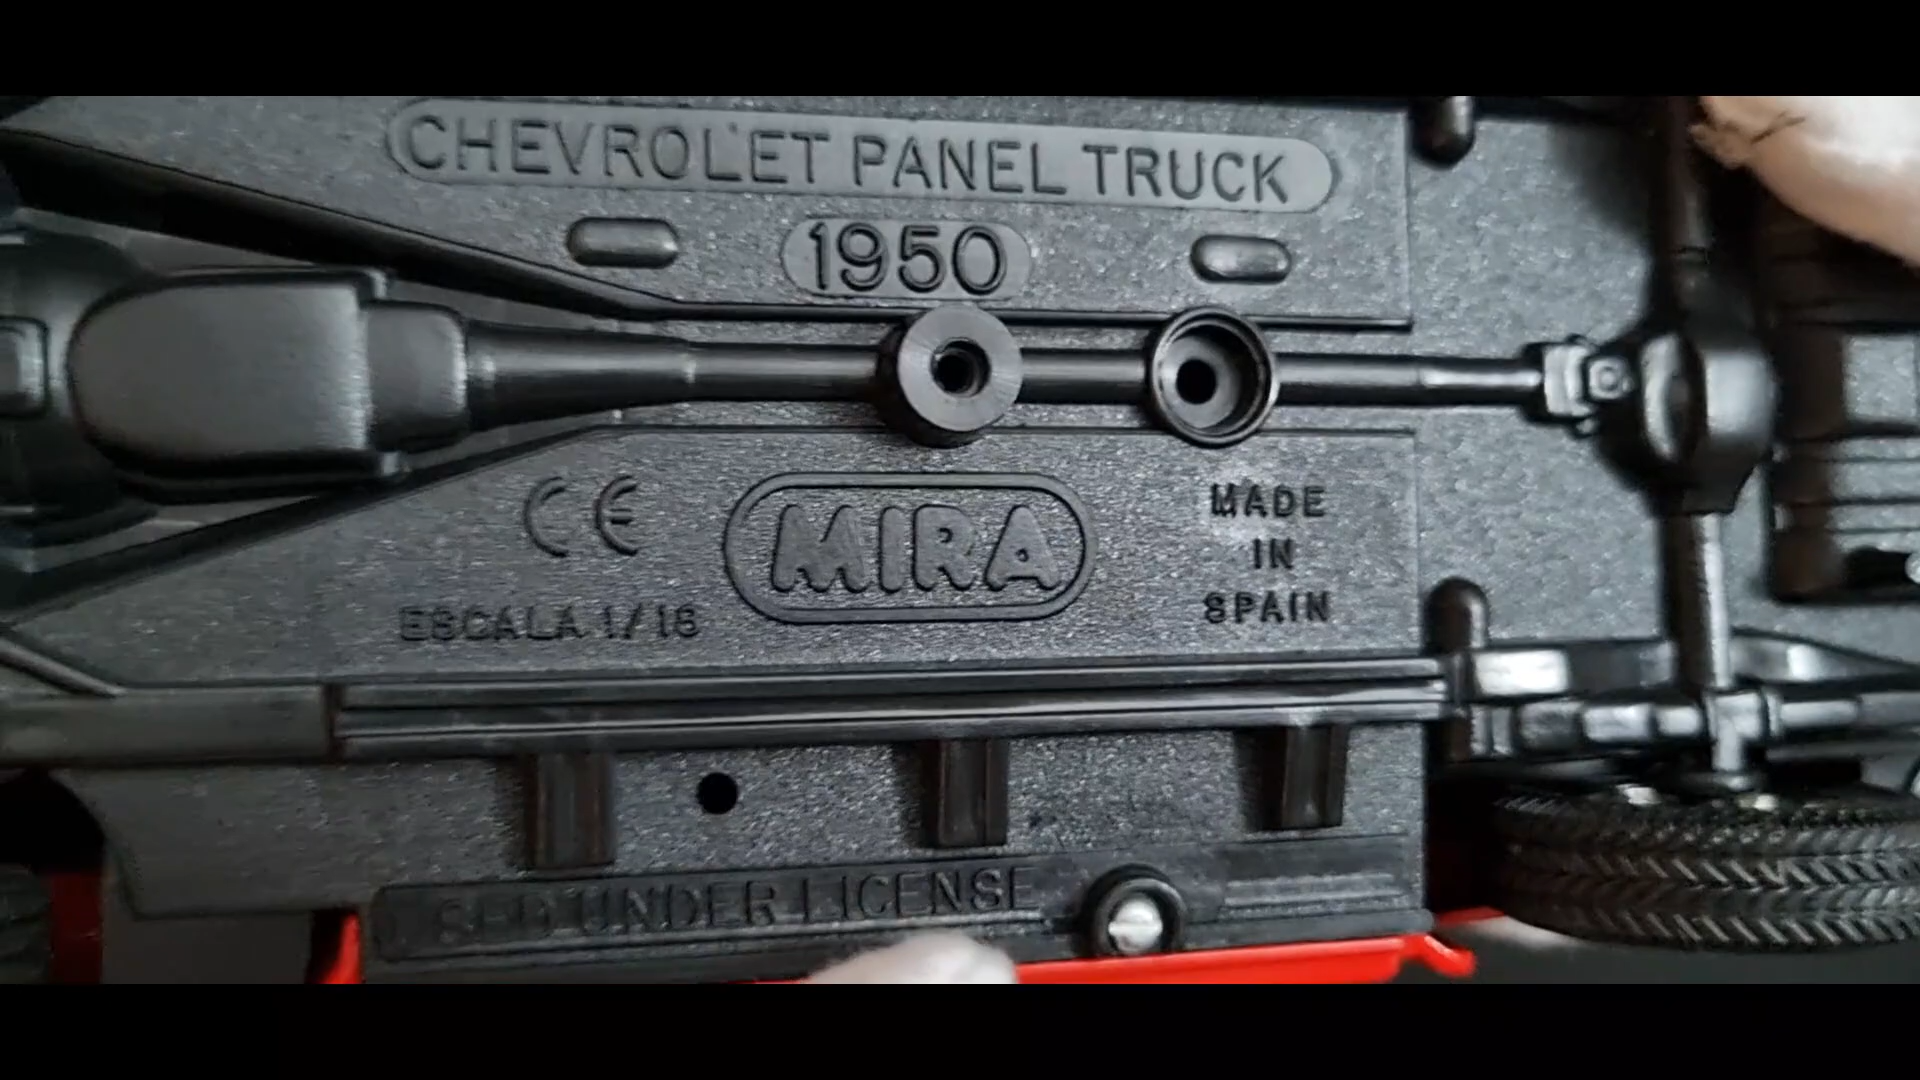 CHEVROLET PANEL TRUCK
1950
CE
MIRA
MADE
IN
SPAIN
ESCALA 1/18
UNDER LICENSE